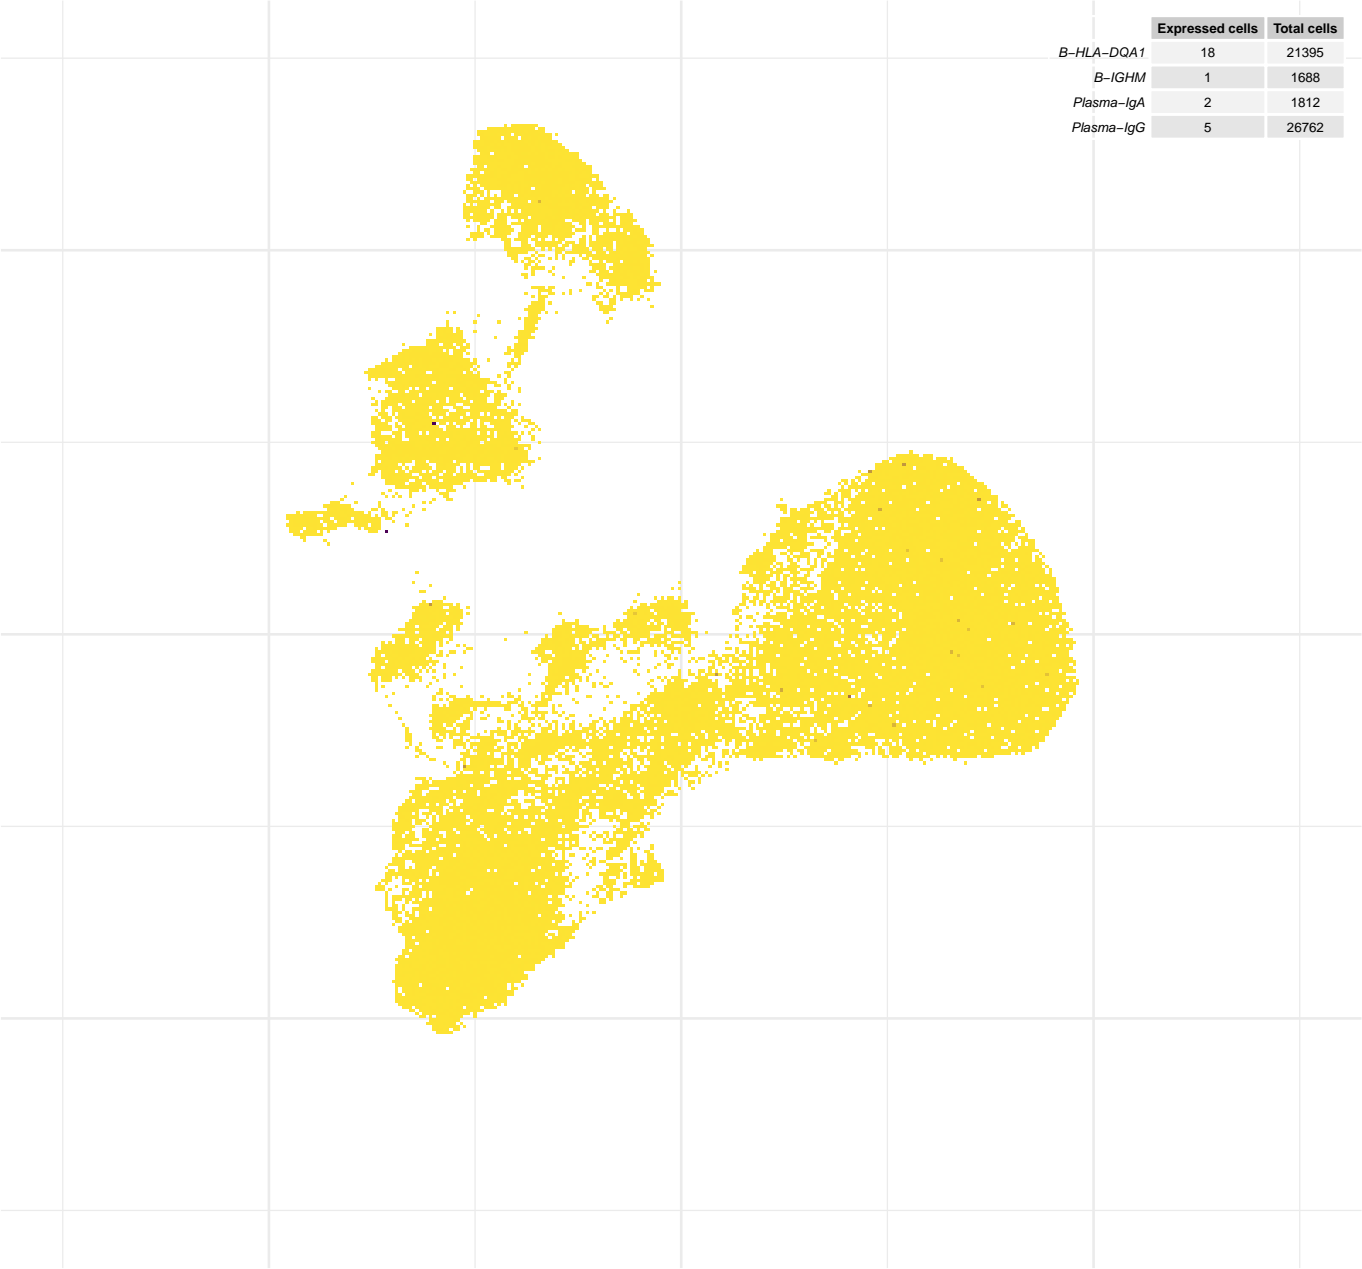 Expressed cells Total cells
B–HLA–DQA1 18 21395
B–IGHM 1 1688
Plasma–IgA 2 1812
Plasma–IgG 5 26762